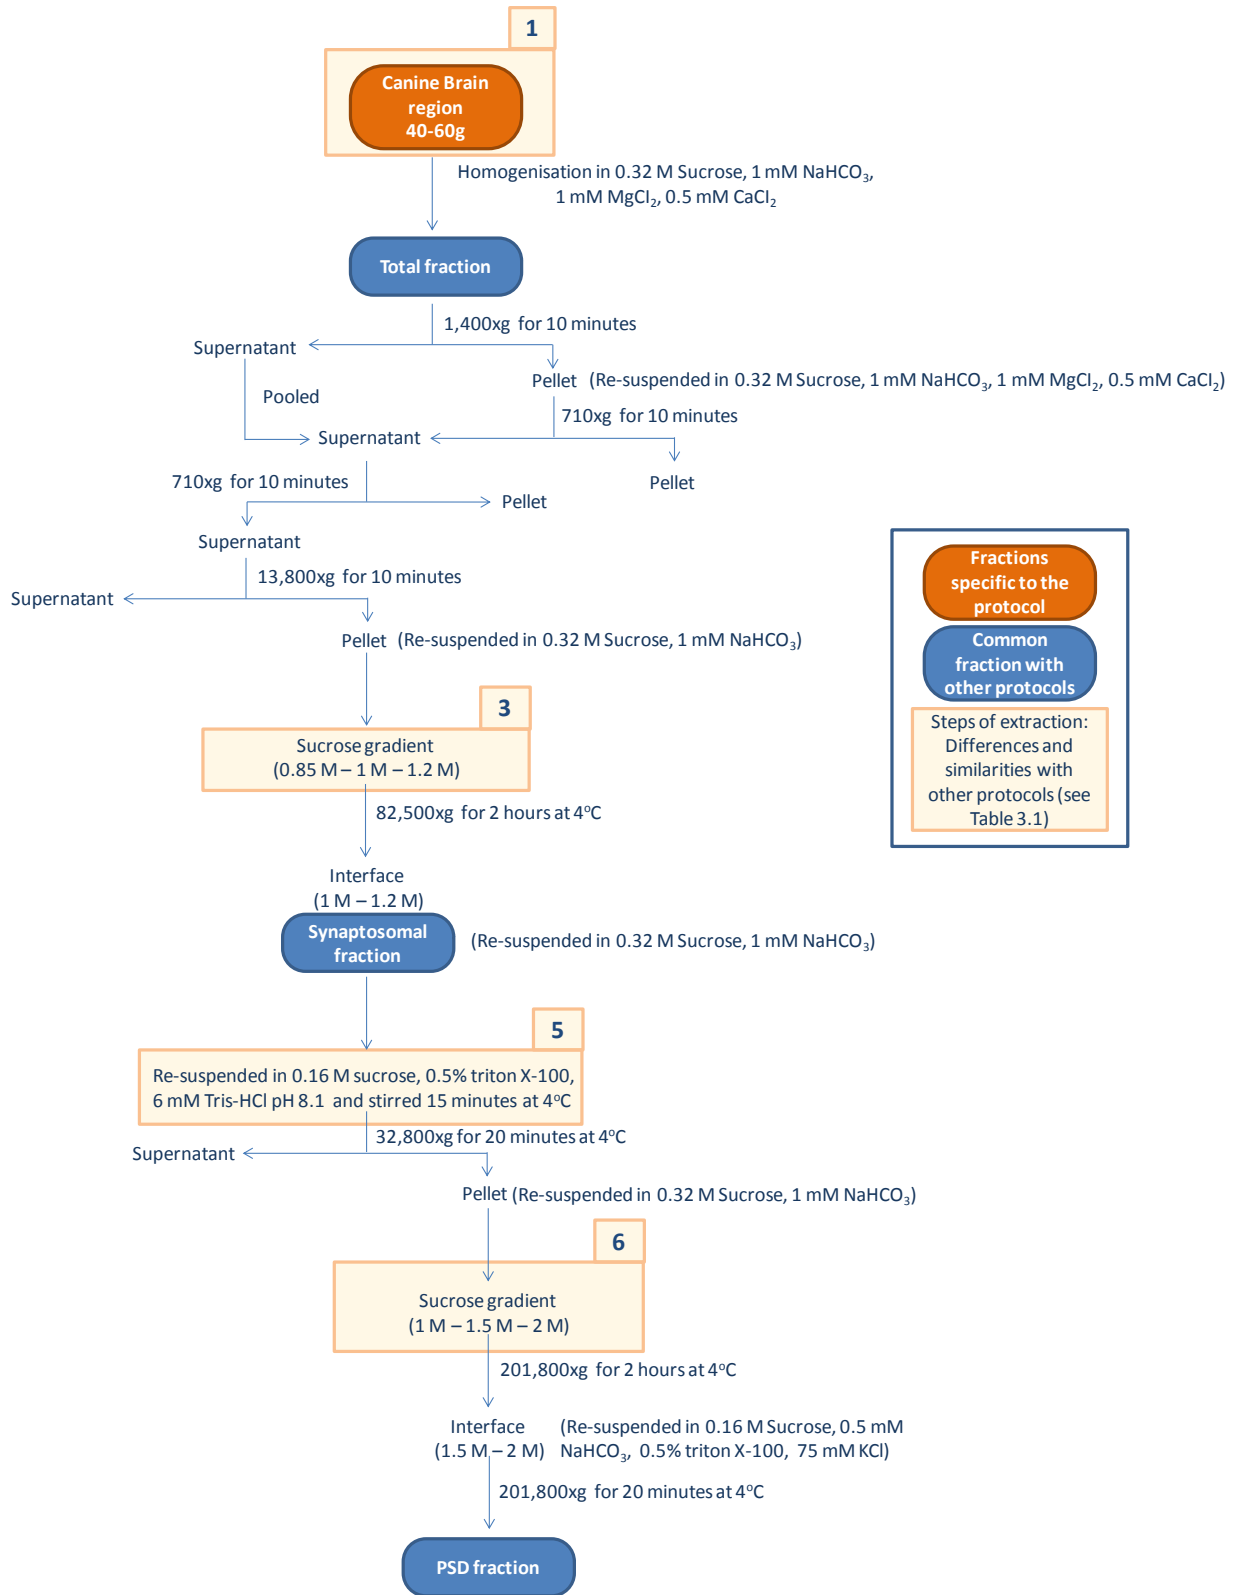 1
Canine Brain
region
40-60g
Homogenisation in 0.32 M Sucrose, 1 mM NaHCO₃,
1 mM MgCl₂, 0.5 mM CaCl₂
Total fraction
1,400xg for 10 minutes
Supernatant
Pellet (Re-suspended in 0.32 M Sucrose, 1 mM NaHCO₃, 1 mM MgCl₂, 0.5 mM CaCl₂)
Pooled
710xg for 10 minutes
Supernatant
Pellet
710xg for 10 minutes
Pellet
Supernatant
13,800xg for 10 minutes
Supernatant
Pellet (Re-suspended in 0.32 M Sucrose, 1 mM NaHCO₃)
3
Sucrose gradient
(0.85 M – 1 M – 1.2 M)
82,500xg for 2 hours at 4°C
Interface
(1 M – 1.2 M)
Synaptosomal
fraction
(Re-suspended in 0.32 M Sucrose, 1 mM NaHCO₃)
5
Re-suspended in 0.16 M sucrose, 0.5% triton X-100,
6 mM Tris-HCl pH 8.1 and stirred 15 minutes at 4°C
32,800xg for 20 minutes at 4°C
Supernatant
Pellet (Re-suspended in 0.32 M Sucrose, 1 mM NaHCO₃)
6
Sucrose gradient
(1 M – 1.5 M – 2 M)
201,800xg for 2 hours at 4°C
Interface
(1.5 M – 2 M)
(Re-suspended in 0.16 M Sucrose, 0.5 mM
NaHCO₃, 0.5% triton X-100, 75 mM KCl)
201,800xg for 20 minutes at 4°C
PSD fraction
Fractions
specific to the
protocol
Common
fraction with
other protocols
Steps of extraction:
Differences and
similarities with
other protocols (see
Table 3.1)